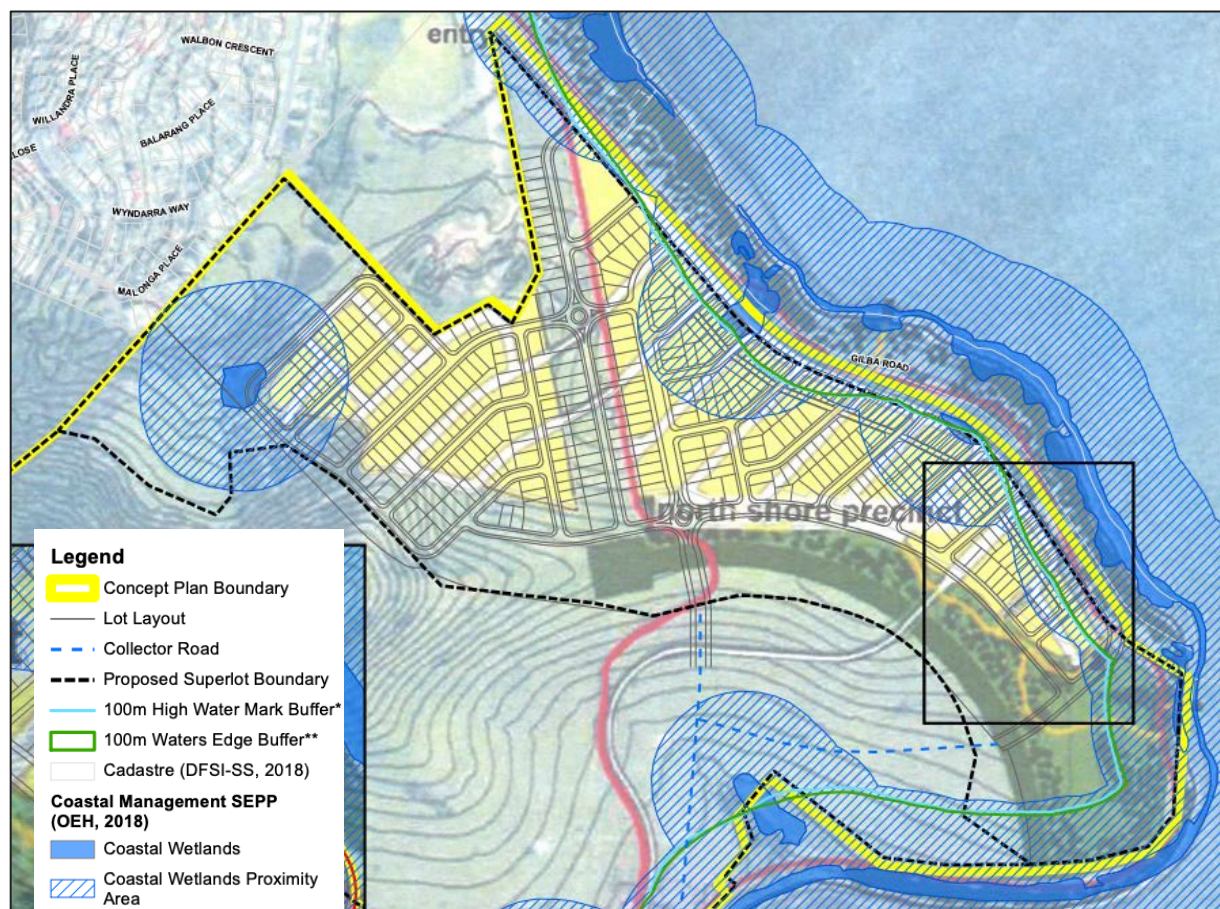 entr
WALBON CRESCENT
WILLANDRA PLACE
BALARANG PLACE
LOSE
WYNDARRA WAY
MALONGA PLACE
GILBA ROAD
north shore precinct
Legend
Concept Plan Boundary
Lot Layout
Collector Road
Proposed Superlot Boundary
100m High Water Mark Buffer*
100m Waters Edge Buffer**
Cadastre (DFSI-SS, 2018)
Coastal Management SEPP
(OEH, 2018)
Coastal Wetlands
Coastal Wetlands Proximity
Area